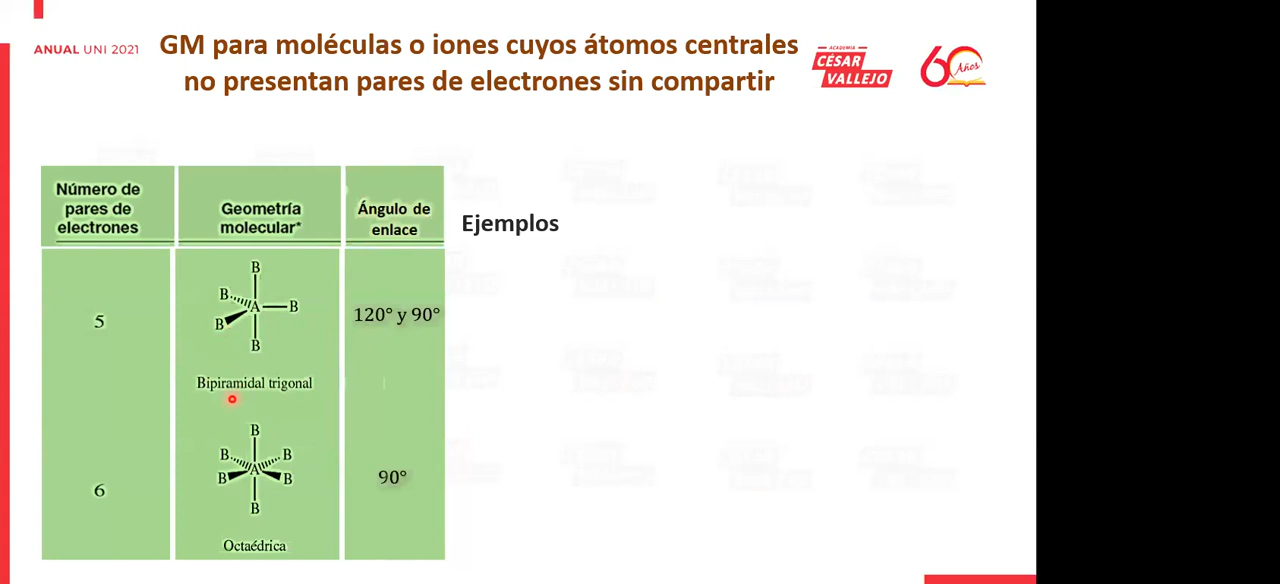 ANUAL UNI 2021
GM para moléculas o iones cuyos átomos centrales
no presentan pares de electrones sin compartir
ACADEMIA
CÉSAR
VALLEJO
60
Años
Número de
pares de
electrones
Geometría
molecular*
Ángulo de
enlace
Ejemplos
5
B
B
A
B
B
B
Bipiramidal trigonal
120° y 90°
6
B
B
B
A
B
B
B
Octaédrica
90°